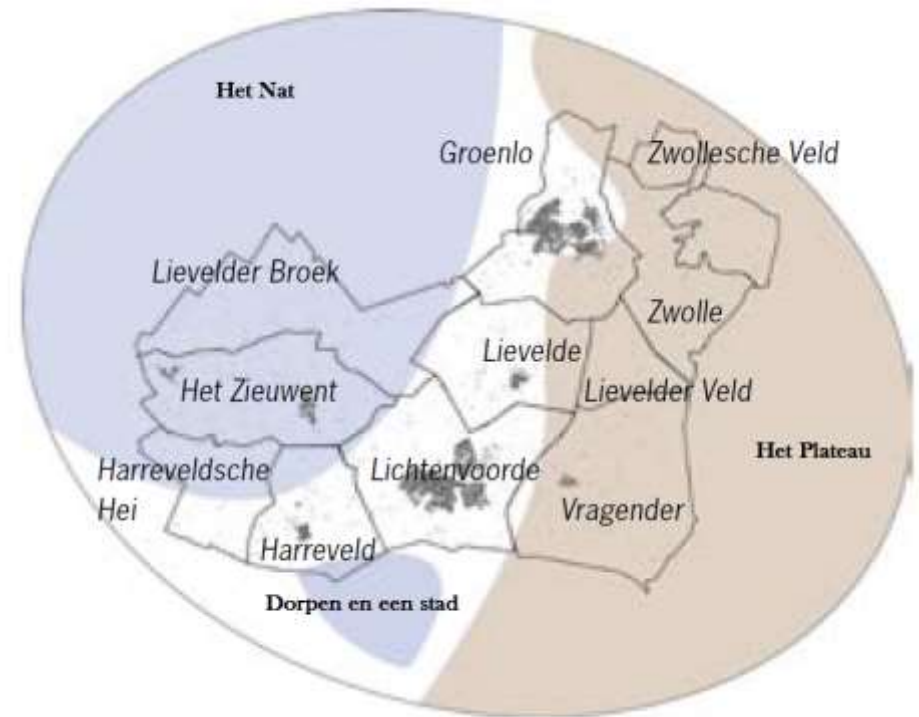 Het Nat
Groenlo
Zwollesche Veld
Lievelder Broek
Zwolle
Lievelde
Het Zieuwent
Lievelder Veld
Het Plateau
Harreveldsche
Hei
Lichtenvoorde
Vragender
Harreveld
Dorpen en een stad